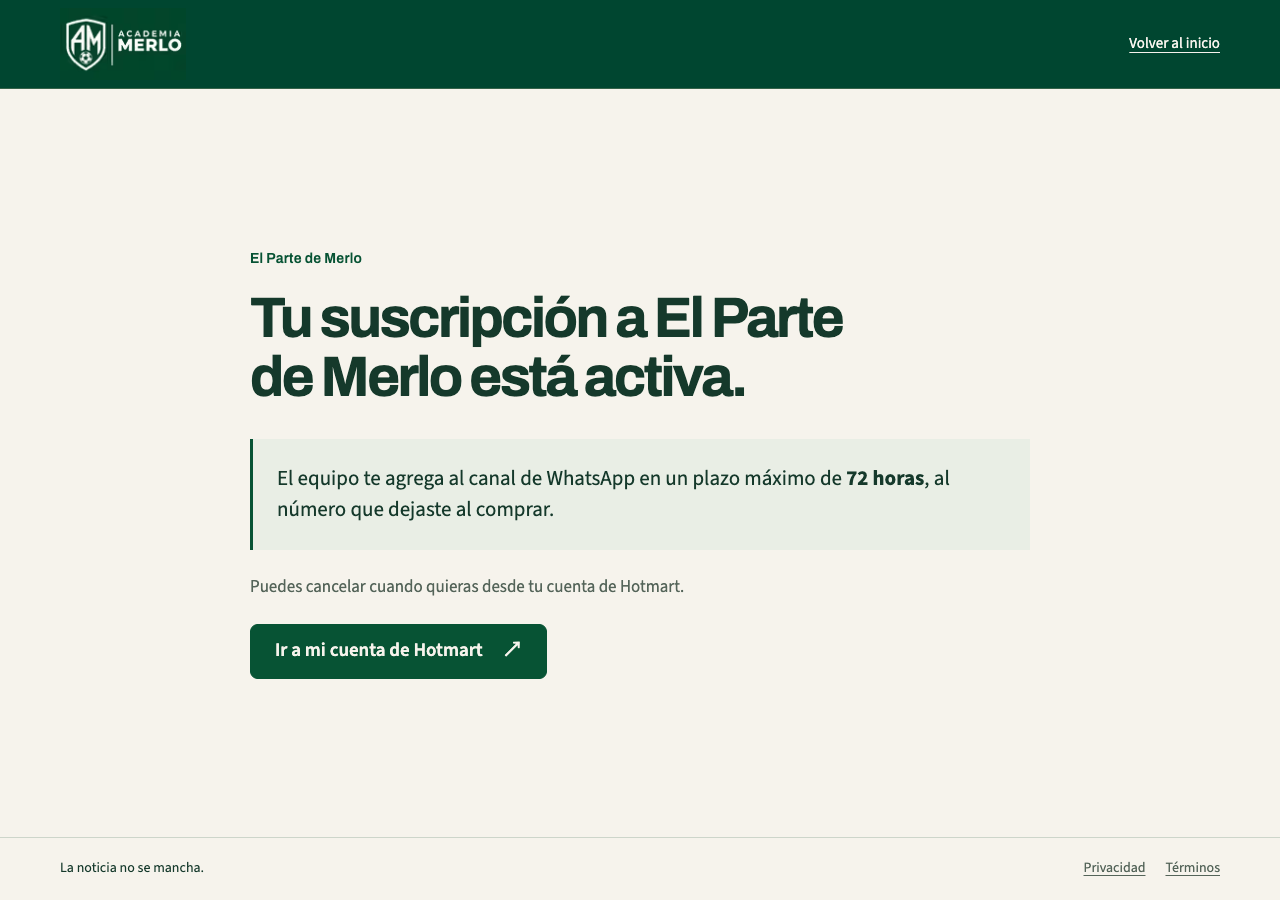 AM
ACADEMIA
MERLO
Volver al inicio
El Parte de Merlo
Tu suscripción a El Parte
de Merlo está activa.
El equipo te agrega al canal de WhatsApp en un plazo máximo de 72 horas, al
número que dejaste al comprar.
Puedes cancelar cuando quieras desde tu cuenta de Hotmart.
Ir a mi cuenta de Hotmart ↗
La noticia no se mancha.
Privacidad Términos